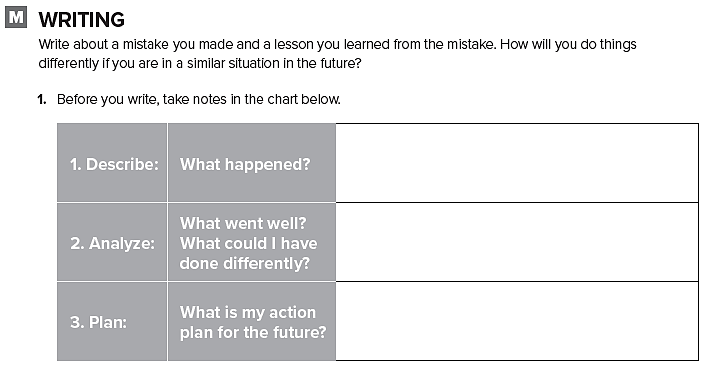 M WRITING
Write about a mistake you made and a lesson you learned from the mistake. How will you do things
differently if you are in a similar situation in the future?
1. Before you write, take notes in the chart below.
1. Describe: What happened?
2. Analyze: What went well?
What could I have
done differently?
3. Plan: What is my action
plan for the future?